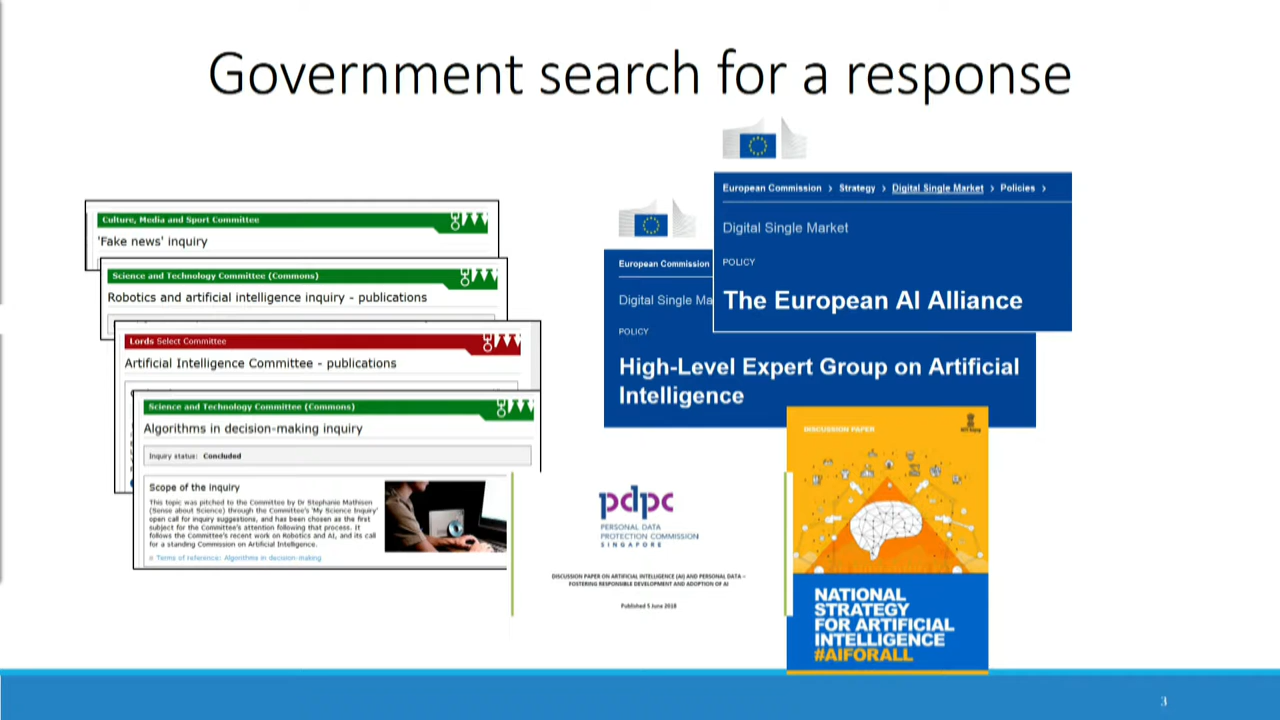 Government search for a response
Culture, Media and Sport Committee
'Fake news' inquiry
Science and Technology Committee (Commons)
Robotics and artificial intelligence inquiry - publications
Lords Select Committee
Artificial Intelligence Committee - publications
Science and Technology Committee (Commons)
Algorithms in decision-making inquiry
Inquiry status: Concluded
Scope of the inquiry
This topic was pitched to the Committee by Dr Stephanie Mathisen
(Sense about Science) through the Committee's 'My Science Inquiry'
open call for inquiry suggestions, and has been chosen as the first
subject for the Committee's attention following that process. It
follows the Committee's recent work on Robotics and AI, and its call
for a standing Commission on Artificial Intelligence.
Terms of reference: Algorithms in decision-making
European Commission › Strategy › Digital Single Market › Policies ›
Digital Single Market
POLICY
The European AI Alliance
European Commission
Digital Single Ma
POLICY
High-Level Expert Group on Artificial
Intelligence
pdpc
PERSONAL DATA
PROTECTION COMMISSION
SINGAPORE
DISCUSSION PAPER ON ARTIFICIAL INTELLIGENCE (AI) AND PERSONAL DATA –
FOSTERING RESPONSIBLE DEVELOPMENT AND ADOPTION OF AI
Published 5 June 2018
DISCUSSION PAPER
NATIONAL
STRATEGY
FOR ARTIFICIAL
INTELLIGENCE
#AIFORALL
3